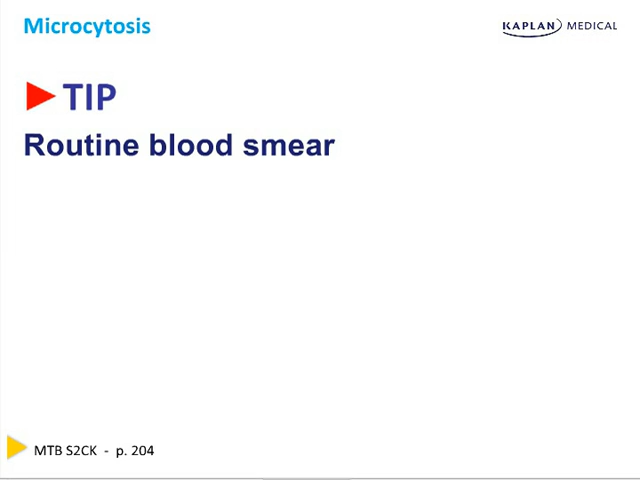 Microcytosis
KAPLAN MEDICAL
TIP
Routine blood smear
MTB S2CK - p. 204